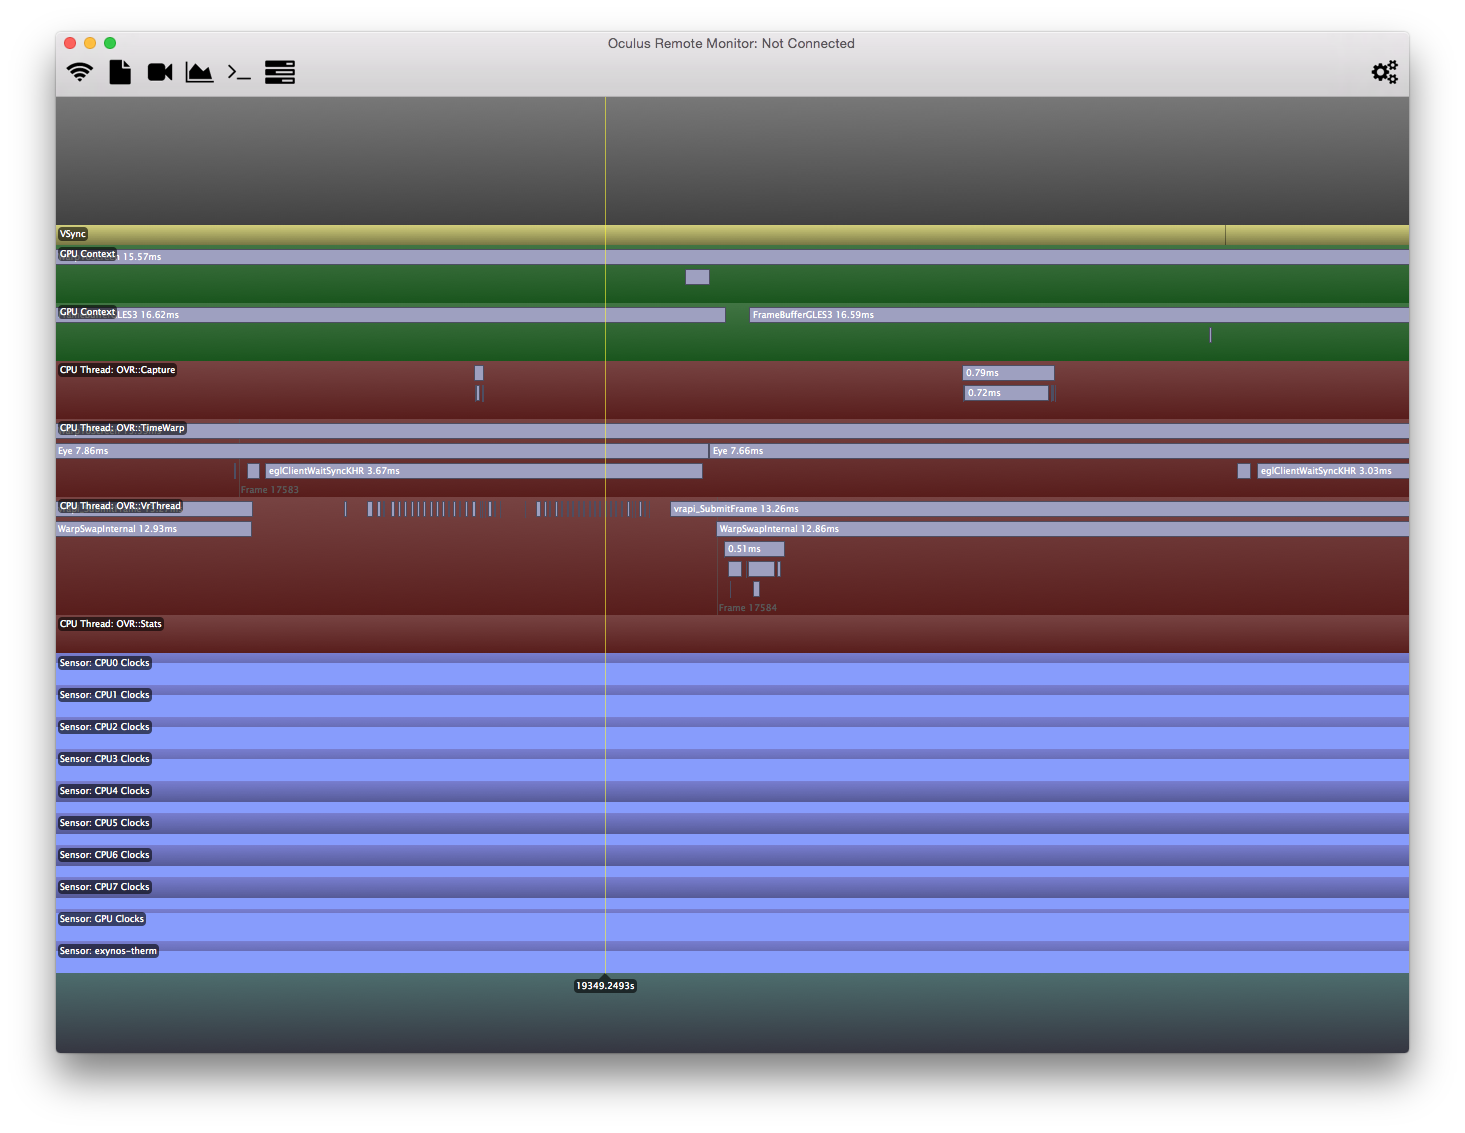 Oculus Remote Monitor: Not Connected
VSync
GPU Context 15.57ms
GPU Context LES3 16.62ms FrameBufferGLES3 16.59ms
CPU Thread: OVR::Capture 0.79ms
0.72ms
CPU Thread: OVR::TimeWarp
Eye 7.86ms Eye 7.66ms
eglClientWaitSyncKHR 3.67ms eglClientWaitSyncKHR 3.03ms
Frame 17583
CPU Thread: OVR::VrThread vrapi_SubmitFrame 13.26ms
WarpSwapInternal 12.93ms WarpSwapInternal 12.86ms
0.51ms
Frame 17584
CPU Thread: OVR::Stats
Sensor: CPU0 Clocks
Sensor: CPU1 Clocks
Sensor: CPU2 Clocks
Sensor: CPU3 Clocks
Sensor: CPU4 Clocks
Sensor: CPU5 Clocks
Sensor: CPU6 Clocks
Sensor: CPU7 Clocks
Sensor: GPU Clocks
Sensor: exynos-therm
19349.2493s